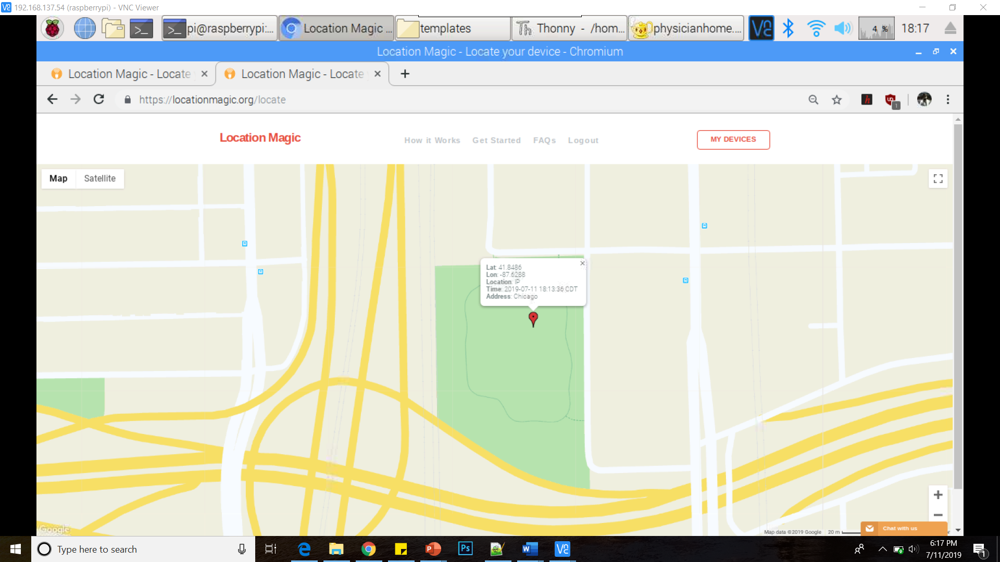 192.168.137.54 (raspberrypi) - VNC Viewer
pi@raspberrypi:... Location Magic ... templates Thonny - /hom... physicianhome.... 4 % 18:17
Location Magic - Locate your device - Chromium
Location Magic - Locate Location Magic - Locate
https://locationmagic.org/locate
1
Location Magic How it Works Get Started FAQs Logout MY DEVICES
Map Satellite
Lat: 41.8486
Lon: -87.6288
Location: IP
Time: 2019-07-11 18:13:36 CDT
Address: Chicago
Google
Map data ©2019 Google 20 m
Chat with us
Type here to search
6:17 PM
7/11/2019
1